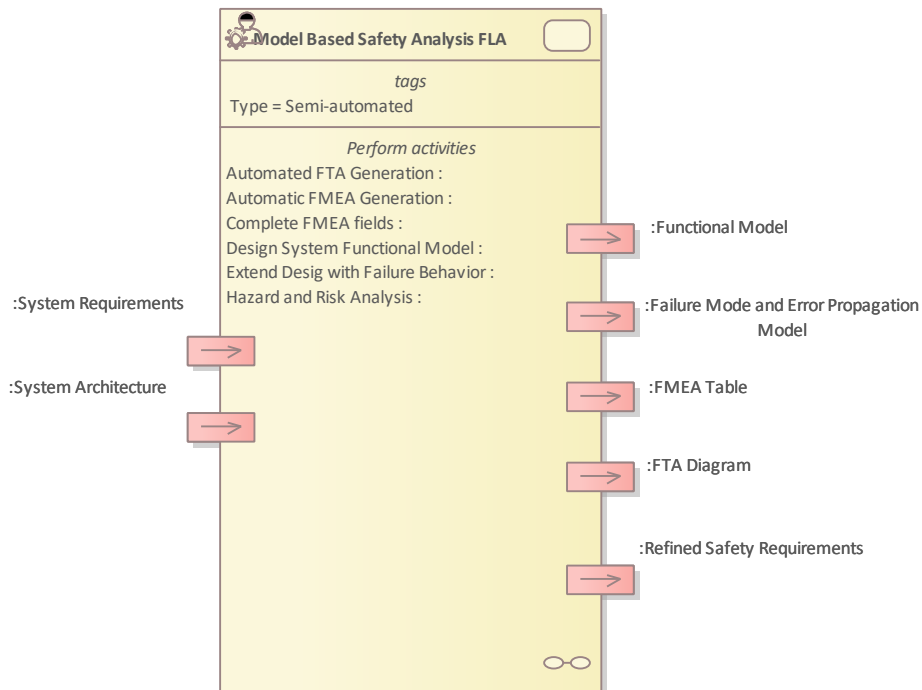 Model Based Safety Analysis FLA
tags
Type = Semi-automated
Perform activities
Automated FTA Generation :
Automatic FMEA Generation :
Complete FMEA fields :
Design System Functional Model :
Extend Desig with Failure Behavior :
Hazard and Risk Analysis :
:System Requirements
:System Architecture
:Functional Model
:Failure Mode and Error Propagation
Model
:FMEA Table
:FTA Diagram
:Refined Safety Requirements